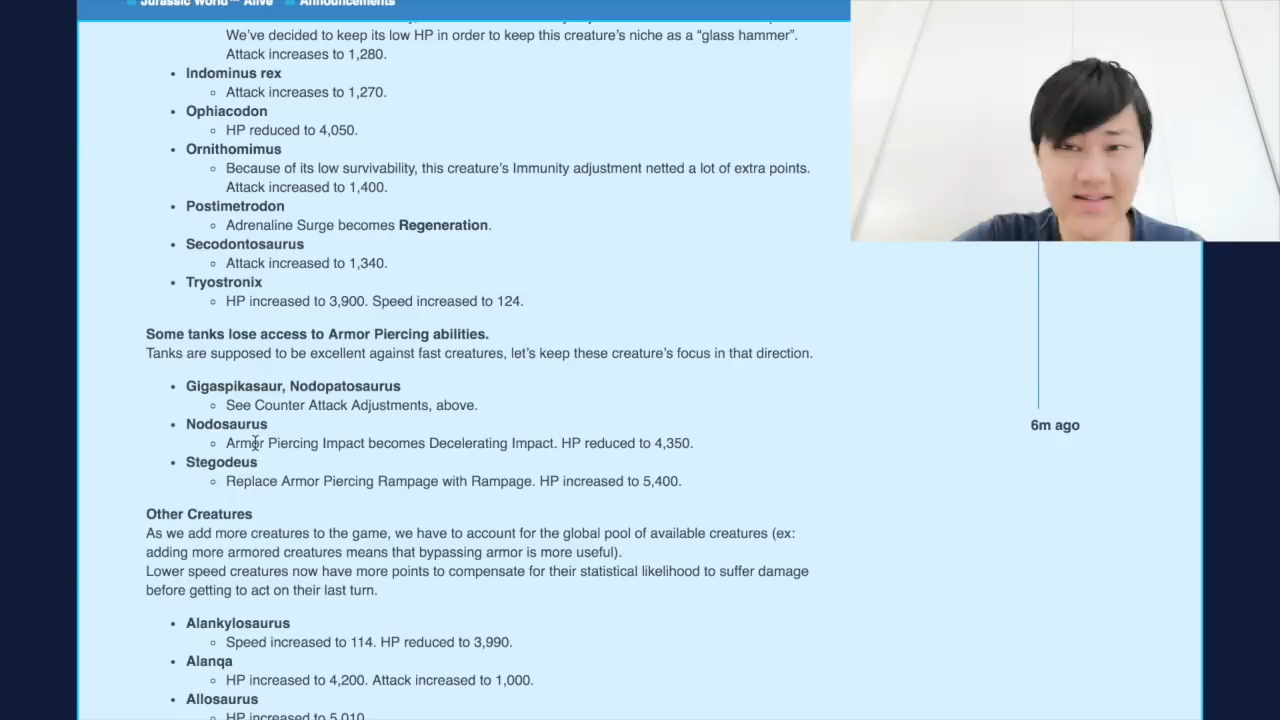 Jurassic World™ Alive Announcements
We've decided to keep its low HP in order to keep this creature's niche as a “glass hammer”.
Attack increases to 1,280.
• Indominus rex
Attack increases to 1,270.
• Ophiacodon
HP reduced to 4,050.
• Ornithomimus
Because of its low survivability, this creature's Immunity adjustment netted a lot of extra points.
Attack increased to 1,400.
• Postimetrodon
Adrenaline Surge becomes Regeneration.
• Secodontosaurus
Attack increased to 1,340.
• Tryostronix
HP increased to 3,900. Speed increased to 124.
Some tanks lose access to Armor Piercing abilities.
Tanks are supposed to be excellent against fast creatures, let's keep these creature's focus in that direction.
• Gigaspikasaur, Nodopatosaurus
See Counter Attack Adjustments, above.
• Nodosaurus
Armor Piercing Impact becomes Decelerating Impact. HP reduced to 4,350.
• Stegodeus
Replace Armor Piercing Rampage with Rampage. HP increased to 5,400.
Other Creatures
As we add more creatures to the game, we have to account for the global pool of available creatures (ex:
adding more armored creatures means that bypassing armor is more useful).
Lower speed creatures now have more points to compensate for their statistical likelihood to suffer damage
before getting to act on their last turn.
• Alankylosaurus
Speed increased to 114. HP reduced to 3,990.
• Alanqa
HP increased to 4,200. Attack increased to 1,000.
• Allosaurus
HP increased to 5,010.
6m ago